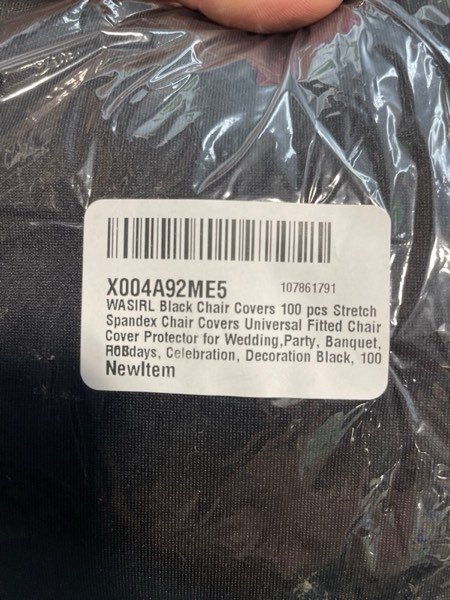 X004A92ME5 107861791
WASIRL Black Chair Covers 100 pcs Stretch
Spandex Chair Covers Universal Fitted Chair
Cover Protector for Wedding,Party, Banquet,
days, Celebration, Decoration Black, 100
NewItem